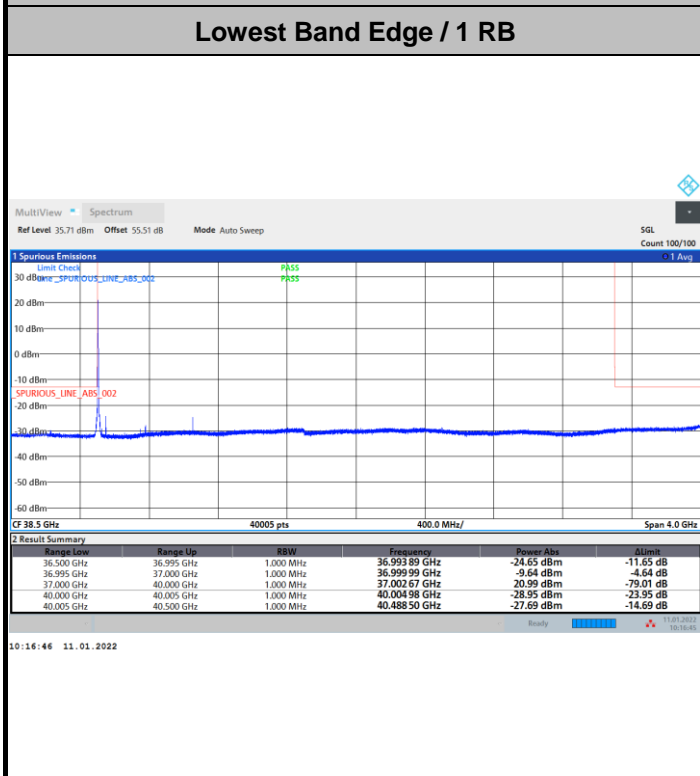 Lowest Band Edge / 1 RB
MultiView Spectrum
Ref Level 35.71 dBm Offset 55.51 dB Mode Auto Sweep SGL
Count 100/100
1 Spurious Emissions 1 Avg
Limit Check PASS
Line _SPURIOUS_LINE_ABS_002 PASS
30 dBm
20 dBm
10 dBm
0 dBm
-10 dBm
_SPURIOUS_LINE_ABS_002
-20 dBm
-30 dBm
-40 dBm
-50 dBm
-60 dBm
CF 38.5 GHz 40005 pts 400.0 MHz/ Span 4.0 GHz
2 Result Summary
Range Low Range Up RBW Frequency Power Abs ΔLimit
36.500 GHz 36.995 GHz 1.000 MHz 36.993 89 GHz -24.65 dBm -11.65 dB
36.995 GHz 37.000 GHz 1.000 MHz 36.999 99 GHz -9.64 dBm -4.64 dB
37.000 GHz 40.000 GHz 1.000 MHz 37.002 67 GHz 20.99 dBm -79.01 dB
40.000 GHz 40.005 GHz 1.000 MHz 40.004 98 GHz -28.95 dBm -23.95 dB
40.005 GHz 40.500 GHz 1.000 MHz 40.488 50 GHz -27.69 dBm -14.69 dB
Ready 11.01.2022
10:16:45
10:16:46 11.01.2022